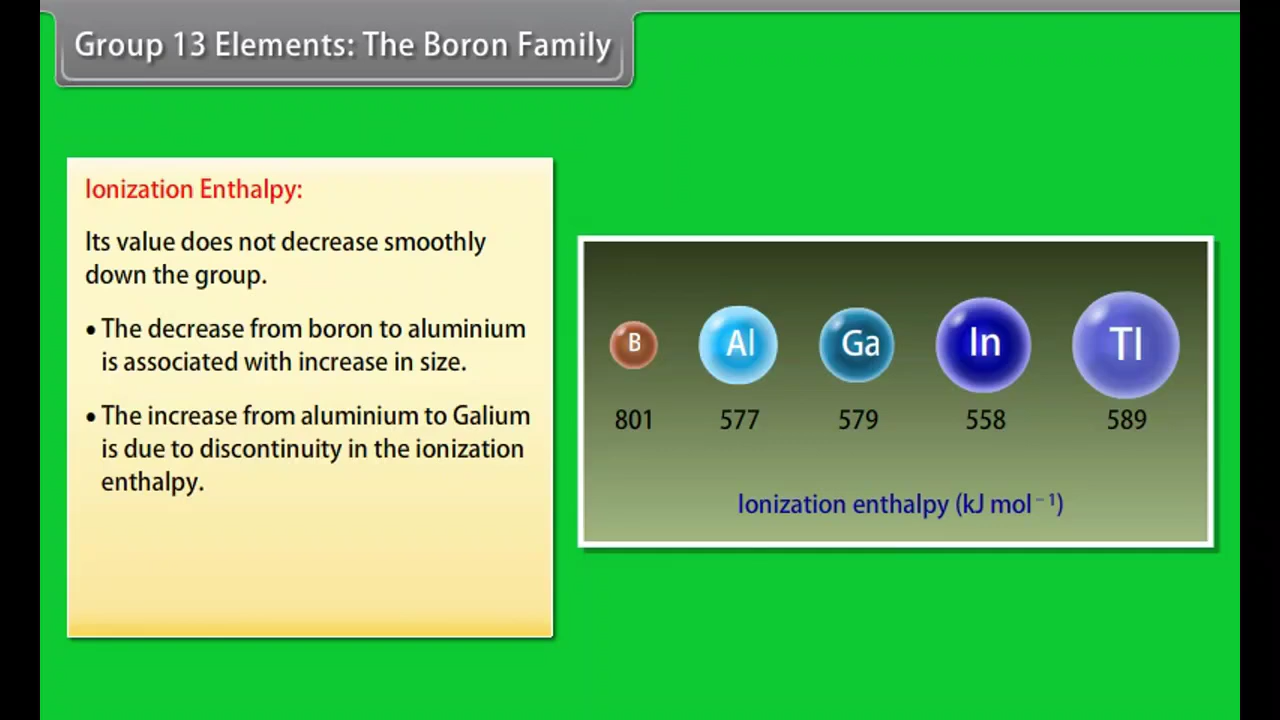 Group 13 Elements: The Boron Family
Ionization Enthalpy:
Its value does not decrease smoothly
down the group.
• The decrease from boron to aluminium
is associated with increase in size.
• The increase from aluminium to Galium
is due to discontinuity in the ionization
enthalpy.
B Al Ga In Tl
801 577 579 558 589
Ionization enthalpy (kJ mol⁻¹)